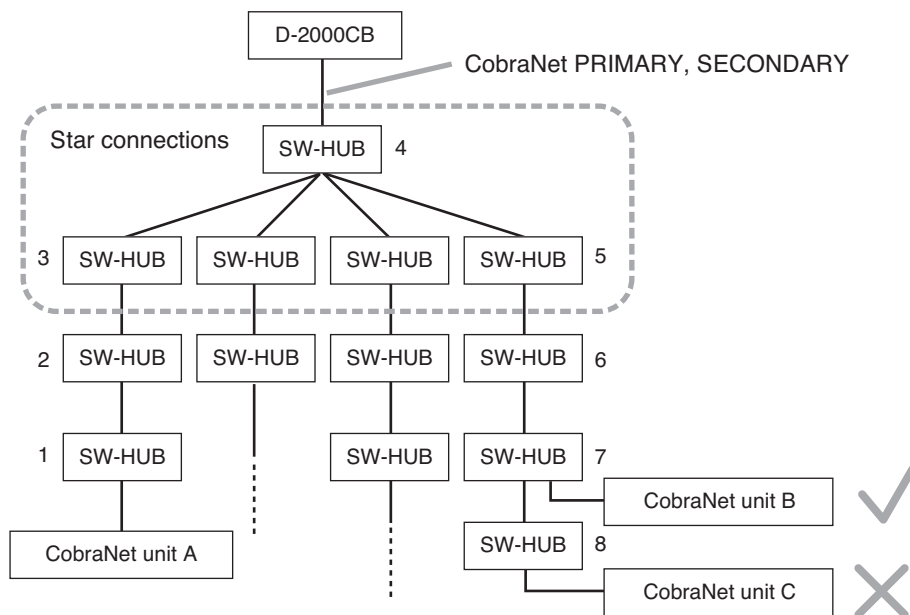 D-2000CB
CobraNet PRIMARY, SECONDARY
Star connections
SW-HUB 4
3 SW-HUB SW-HUB SW-HUB SW-HUB 5
2 SW-HUB SW-HUB SW-HUB SW-HUB 6
1 SW-HUB SW-HUB SW-HUB 7
CobraNet unit B
CobraNet unit A
SW-HUB 8
CobraNet unit C